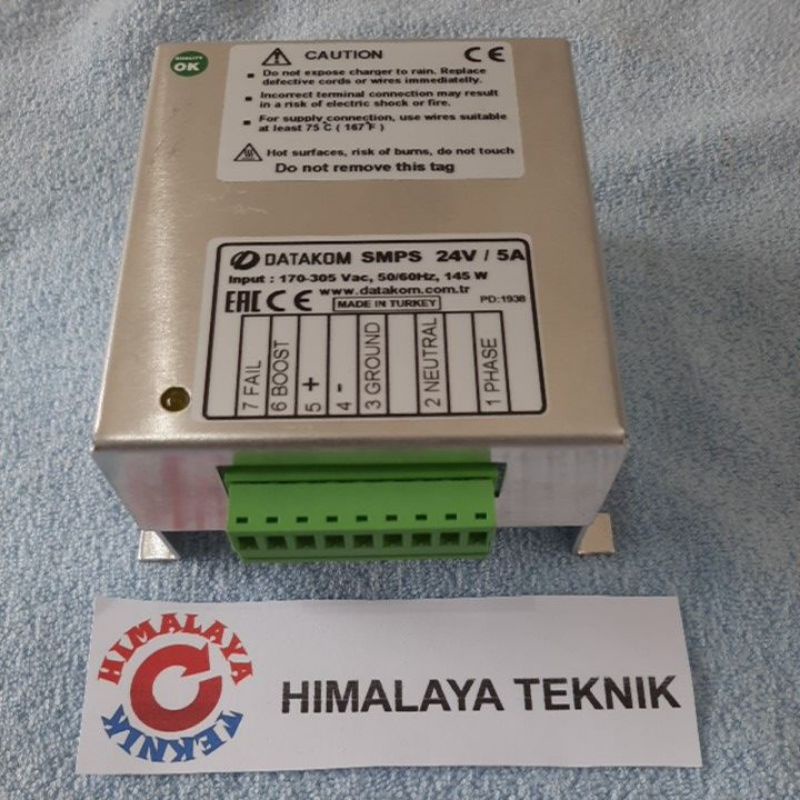 QUALITY
OK
CAUTION CE
Do not expose charger to rain. Replace
defective cords or wires immediatelly.
Incorrect terminal connection may result
in a risk of electric shock or fire.
For supply connection, use wires suitable
at least 75 C ( 167 F )
Hot surfaces, risk of burns, do not touch
Do not remove this tag
DATAKOM SMPS 24V / 5A
Input : 170-305 Vac, 50/60Hz, 145 W
www.datakom.com.tr
EAC CE MADE IN TURKEY PD:1938
7 FAIL
6 BOOST
5 +
4 -
3 GROUND
2 NEUTRAL
1 PHASE
HIMALAYA
TEKNIK
HIMALAYA TEKNIK